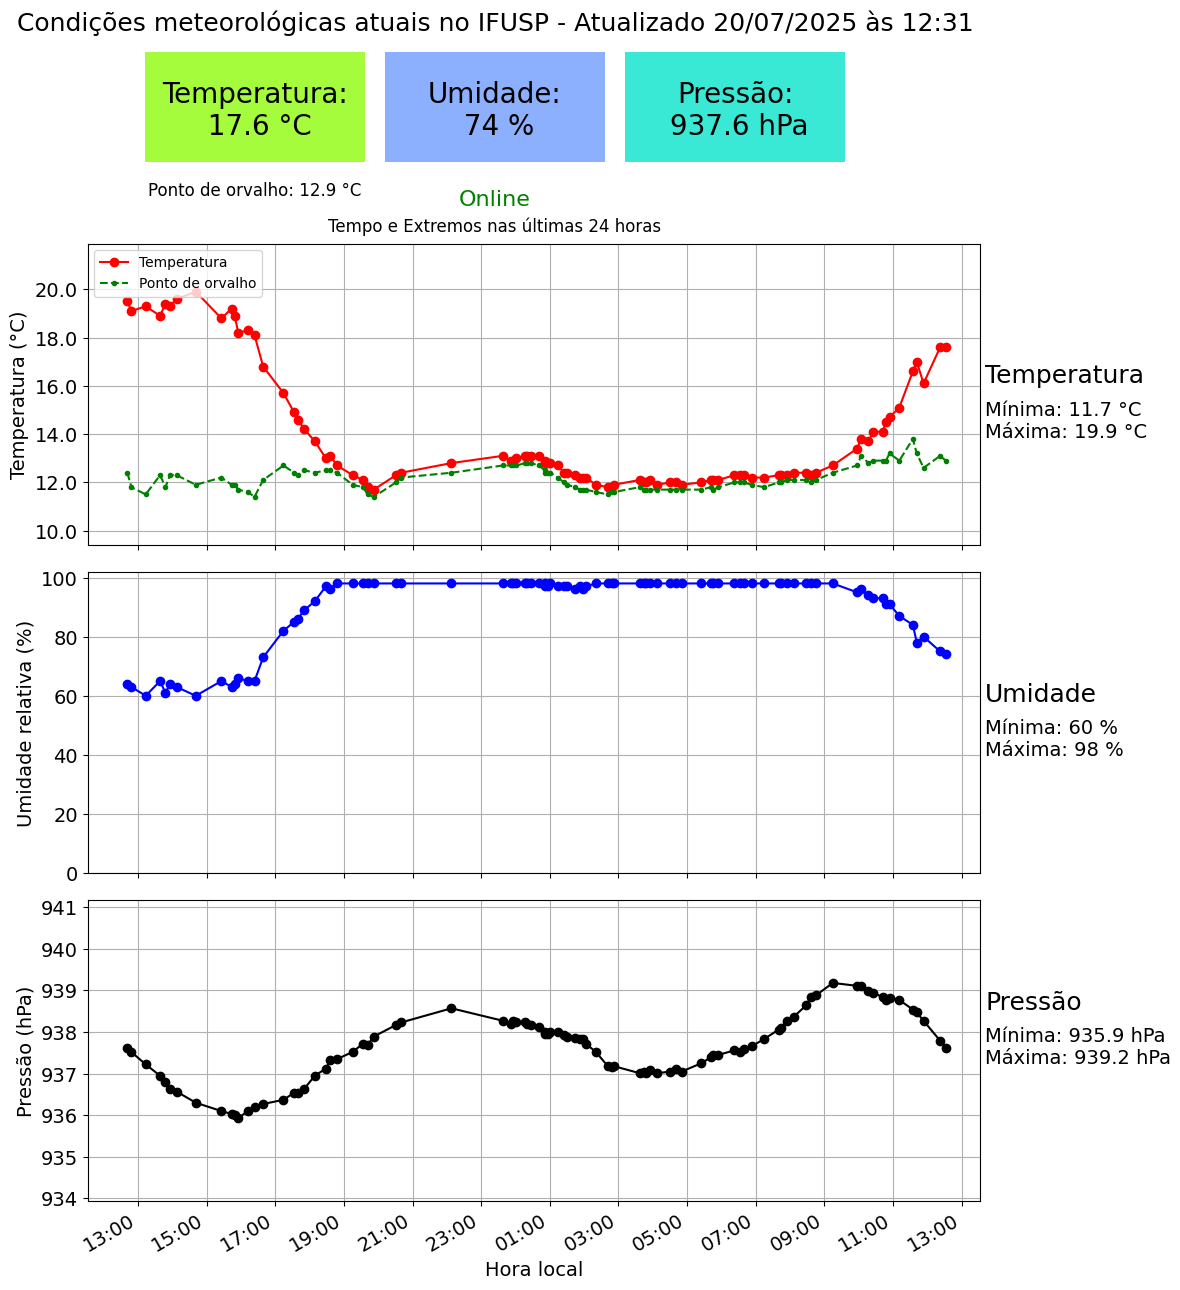 Condições meteorológicas atuais no IFUSP - Atualizado 20/07/2025 às 12:31
Temperatura:
17.6 °C
Umidade:
74 %
Pressão:
937.6 hPa
Ponto de orvalho: 12.9 °C
Online
Tempo e Extremos nas últimas 24 horas
Temperatura
Ponto de orvalho
Temperatura (°C)
20.0
18.0
16.0
14.0
12.0
10.0
Temperatura
Mínima: 11.7 °C
Máxima: 19.9 °C
Umidade relativa (%)
100
80
60
40
20
0
Umidade
Mínima: 60 %
Máxima: 98 %
Pressão (hPa)
941
940
939
938
937
936
935
934
Pressão
Mínima: 935.9 hPa
Máxima: 939.2 hPa
13:00 15:00 17:00 19:00 21:00 23:00 01:00 03:00 05:00 07:00 09:00 11:00 13:00
Hora local